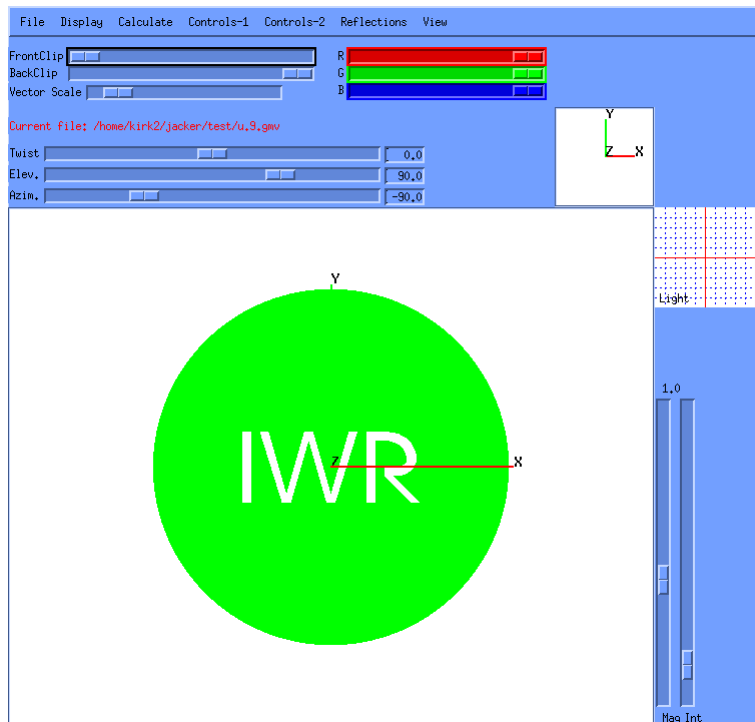 File Display Calculate Controls-1 Controls-2 Reflections View
FrontClip R
BackClip G
Vector Scale B
Current file: /home/kirk2/jacker/test/u.9.gmv
Y
Z X
Twist 0.0
Elev. 90.0
Azim. -90.0
Light
Y
IWR
Z X
1.0
Mag Int